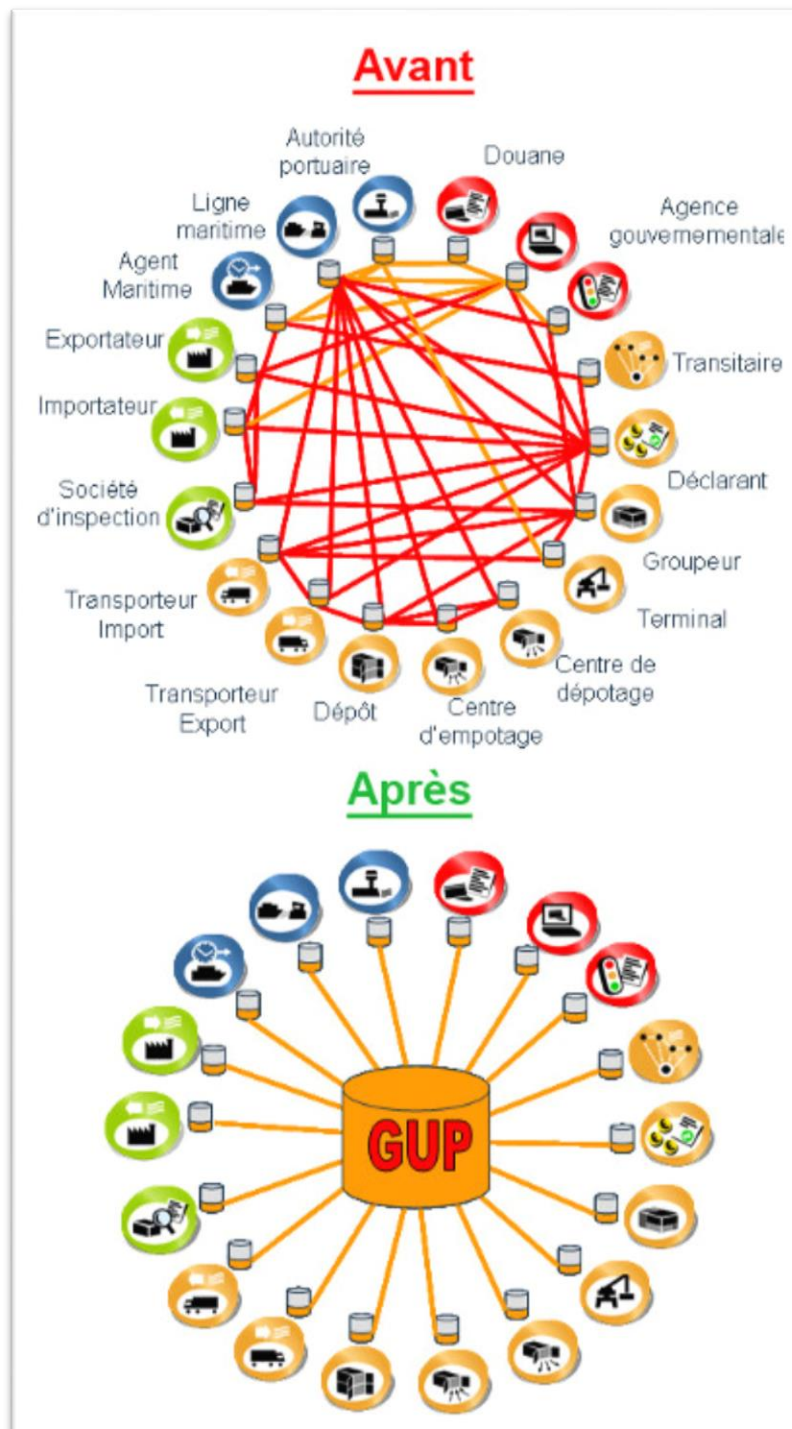 Avant
Autorité
portuaire
Douane
Ligne
maritime
Agence
gouvernementale
Agent
Maritime
Exportateur
Transitaire
Importateur
Déclarant
Société
d'inspection
Groupeur
Transporteur
Import
Terminal
Centre de
dépotage
Transporteur
Export
Dépôt
Centre
d'empotage
Après
GUP